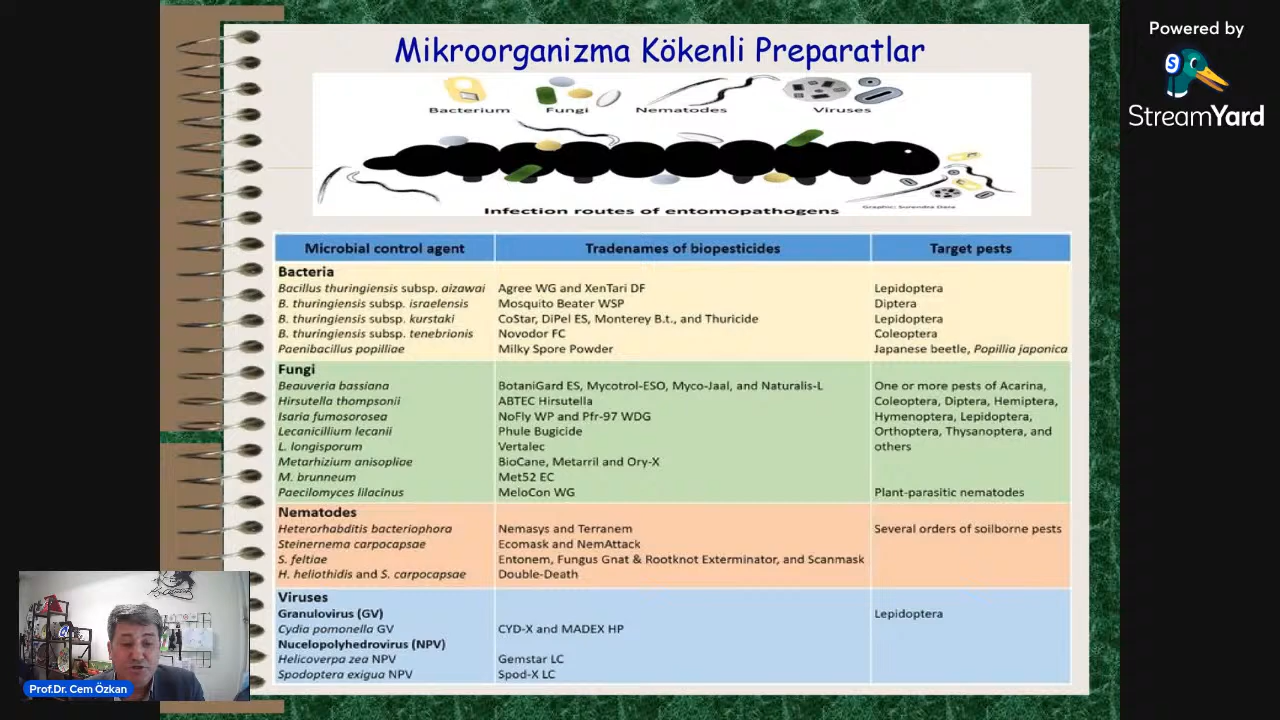 Powered by
StreamYard
Mikroorganizma Kökenli Preparatlar
Bacterium Fungi Nematodes Viruses
Infection routes of entomopathogens
Graphic: Surendra Dara
Microbial control agent Tradenames of biopesticides Target pests
Bacteria
Bacillus thuringiensis subsp. aizawai Agree WG and XenTari DF Lepidoptera
B. thuringiensis subsp. israelensis Mosquito Beater WSP Diptera
B. thuringiensis subsp. kurstaki CoStar, DiPel ES, Monterey B.t., and Thuricide Lepidoptera
B. thuringiensis subsp. tenebrionis Novodor FC Coleoptera
Paenibacillus popilliae Milky Spore Powder Japanese beetle, Popillia japonica
Fungi
Beauveria bassiana BotaniGard ES, Mycotrol-ESO, Myco-Jaal, and Naturalis-L One or more pests of Acarina,
Hirsutella thompsonii ABTEC Hirsutella Coleoptera, Diptera, Hemiptera,
Isaria fumosorosea NoFly WP and Pfr-97 WDG Hymenoptera, Lepidoptera,
Lecanicillium lecanii Phule Bugicide Orthoptera, Thysanoptera, and
L. longisporum Vertalec others
Metarhizium anisopliae BioCane, Metarril and Ory-X
M. brunneum Met52 EC
Paecilomyces lilacinus MeloCon WG Plant-parasitic nematodes
Nematodes
Heterorhabditis bacteriophora Nemasys and Terranem Several orders of soilborne pests
Steinernema carpocapsae Ecomask and NemAttack
S. feltiae Entonem, Fungus Gnat & Rootknot Exterminator, and Scanmask
H. heliothidis and S. carpocapsae Double-Death
Viruses
Granulovirus (GV) Lepidoptera
Cydia pomonella GV CYD-X and MADEX HP
Nucelopolyhedrovirus (NPV)
Helicoverpa zea NPV Gemstar LC
Spodoptera exigua NPV Spod-X LC
Prof.Dr. Cem Özkan